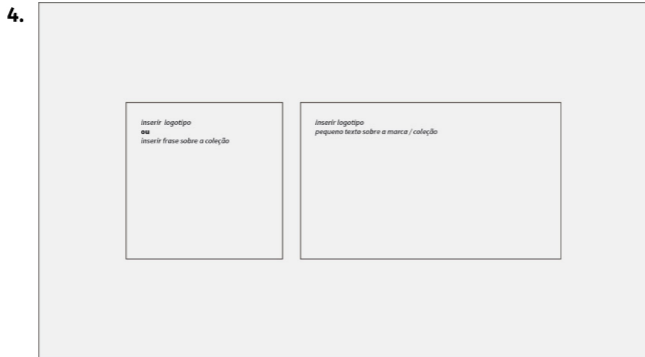 4.
inserir logotipo
ou
inserir frase sobre a coleção
inserir logotipo
pequeno texto sobre a marca / coleção